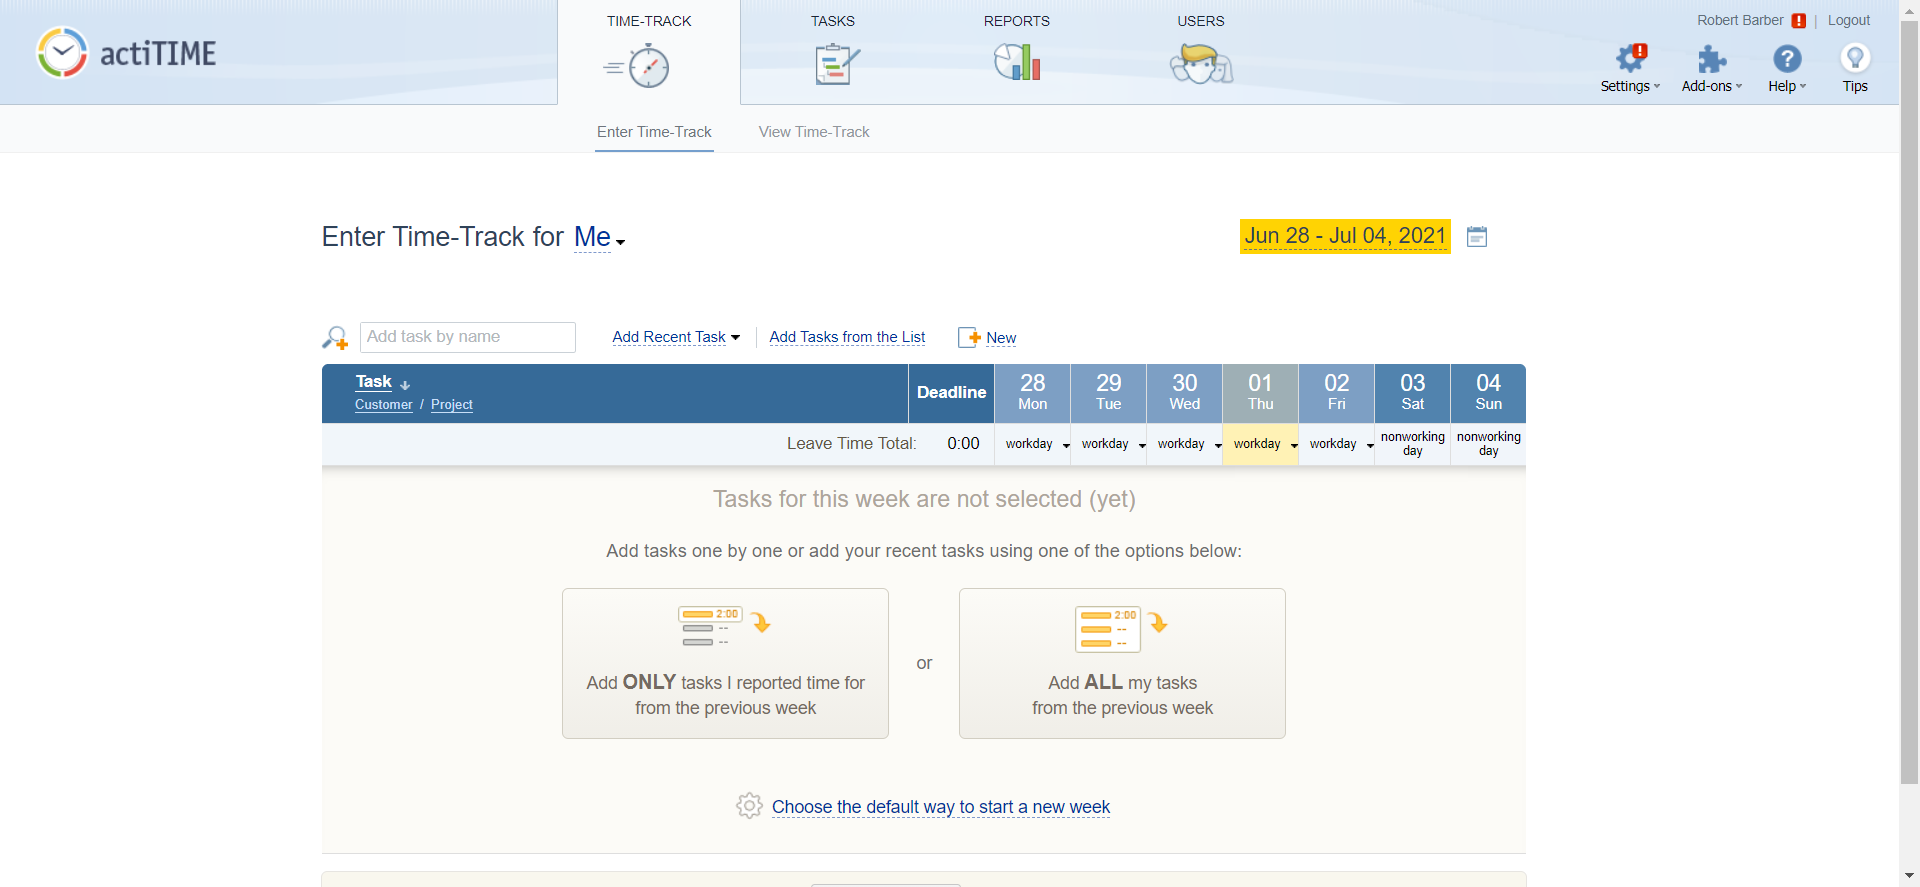 actiTIME
TIME-TRACK
TASKS
REPORTS
USERS
Robert Barber ! | Logout
Settings
Add-ons
Help
Tips
Enter Time-Track
View Time-Track
Enter Time-Track for Me
Jun 28 - Jul 04, 2021
Add task by name
Add Recent Task
Add Tasks from the List
New
Task
Customer / Project
Deadline
28
Mon
29
Tue
30
Wed
01
Thu
02
Fri
03
Sat
04
Sun
Leave Time Total: 0:00
workday
workday
workday
workday
workday
nonworking
day
nonworking
day
Tasks for this week are not selected (yet)
Add tasks one by one or add your recent tasks using one of the options below:
2:00
Add ONLY tasks I reported time for
from the previous week
or
2:00
Add ALL my tasks
from the previous week
Choose the default way to start a new week